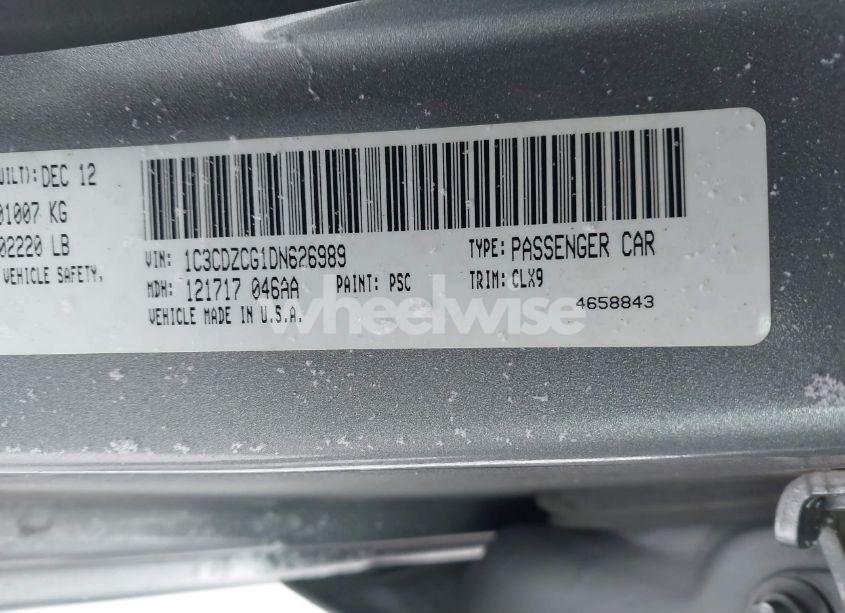 UILT): DEC 12
01007 KG
02220 LB
VEHICLE SAFETY,
VIN: 1C3CDZCG1DN626989
TYPE: PASSENGER CAR
MDH: 121717 046AA
PAINT: PSC
TRIM: CLX9
VEHICLE MADE IN U.S.A.
4658843
wheelwise